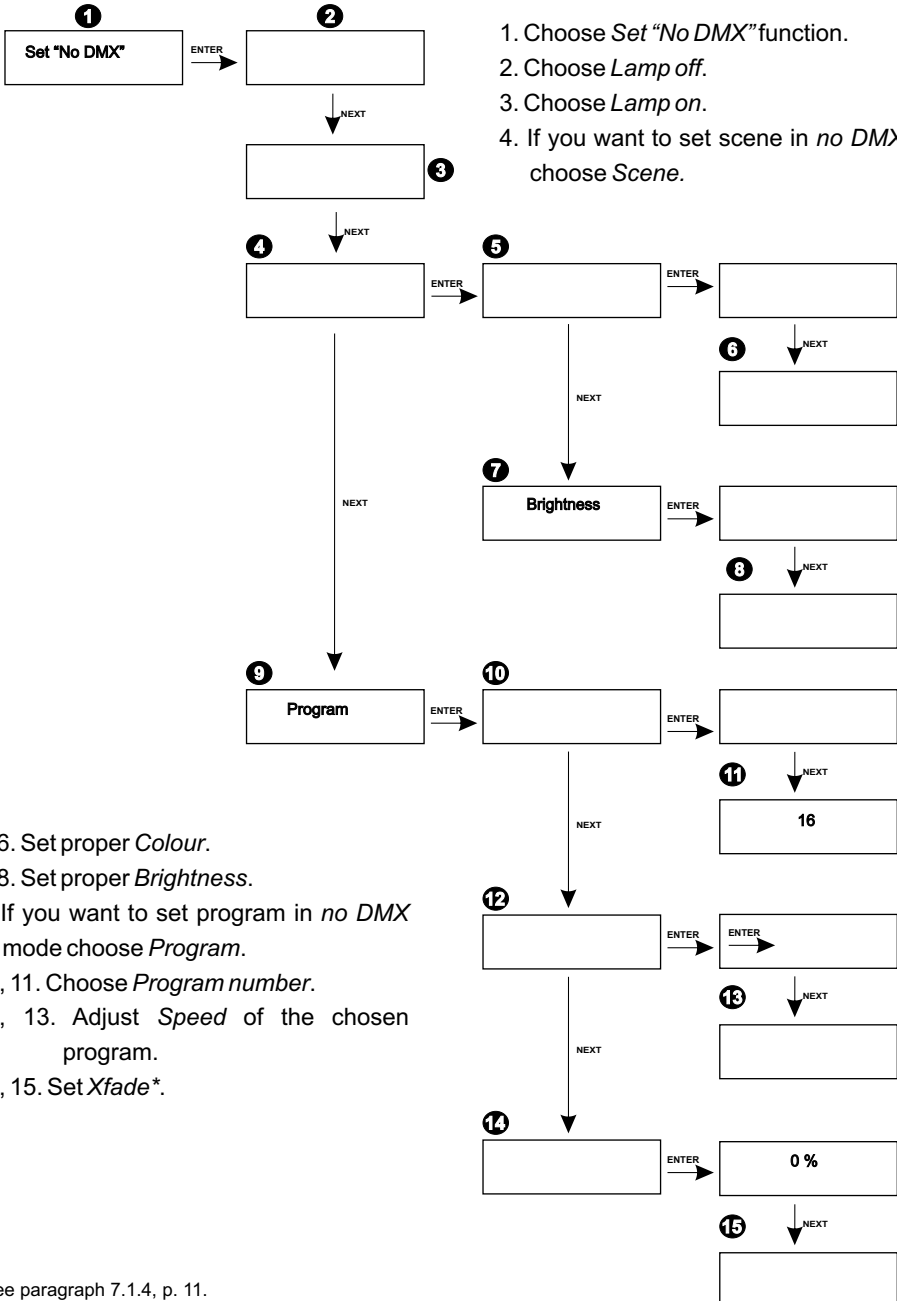 1 2
Set “No DMX” ENTER
1. Choose Set “No DMX” function.
2. Choose Lamp off.
3. Choose Lamp on.
4. If you want to set scene in no DMX
choose Scene.
NEXT
3
NEXT
4 5
ENTER ENTER
6 NEXT
NEXT
7
Brightness ENTER
NEXT
8 NEXT
9 10
Program ENTER ENTER
11 NEXT
16
NEXT
6. Set proper Colour.
8. Set proper Brightness.
If you want to set program in no DMX
mode choose Program.
, 11. Choose Program number.
, 13. Adjust Speed of the chosen
program.
, 15. Set Xfade*.
12
ENTER ENTER
13 NEXT
NEXT
14
ENTER 0 %
15 NEXT
ee paragraph 7.1.4, p. 11.